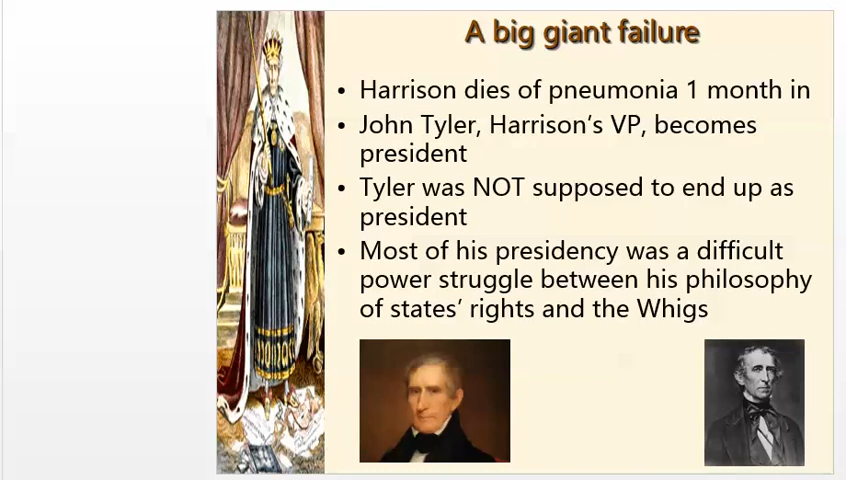 A big giant failure
• Harrison dies of pneumonia 1 month in
• John Tyler, Harrison's VP, becomes
president
• Tyler was NOT supposed to end up as
president
• Most of his presidency was a difficult
power struggle between his philosophy
of states' rights and the Whigs